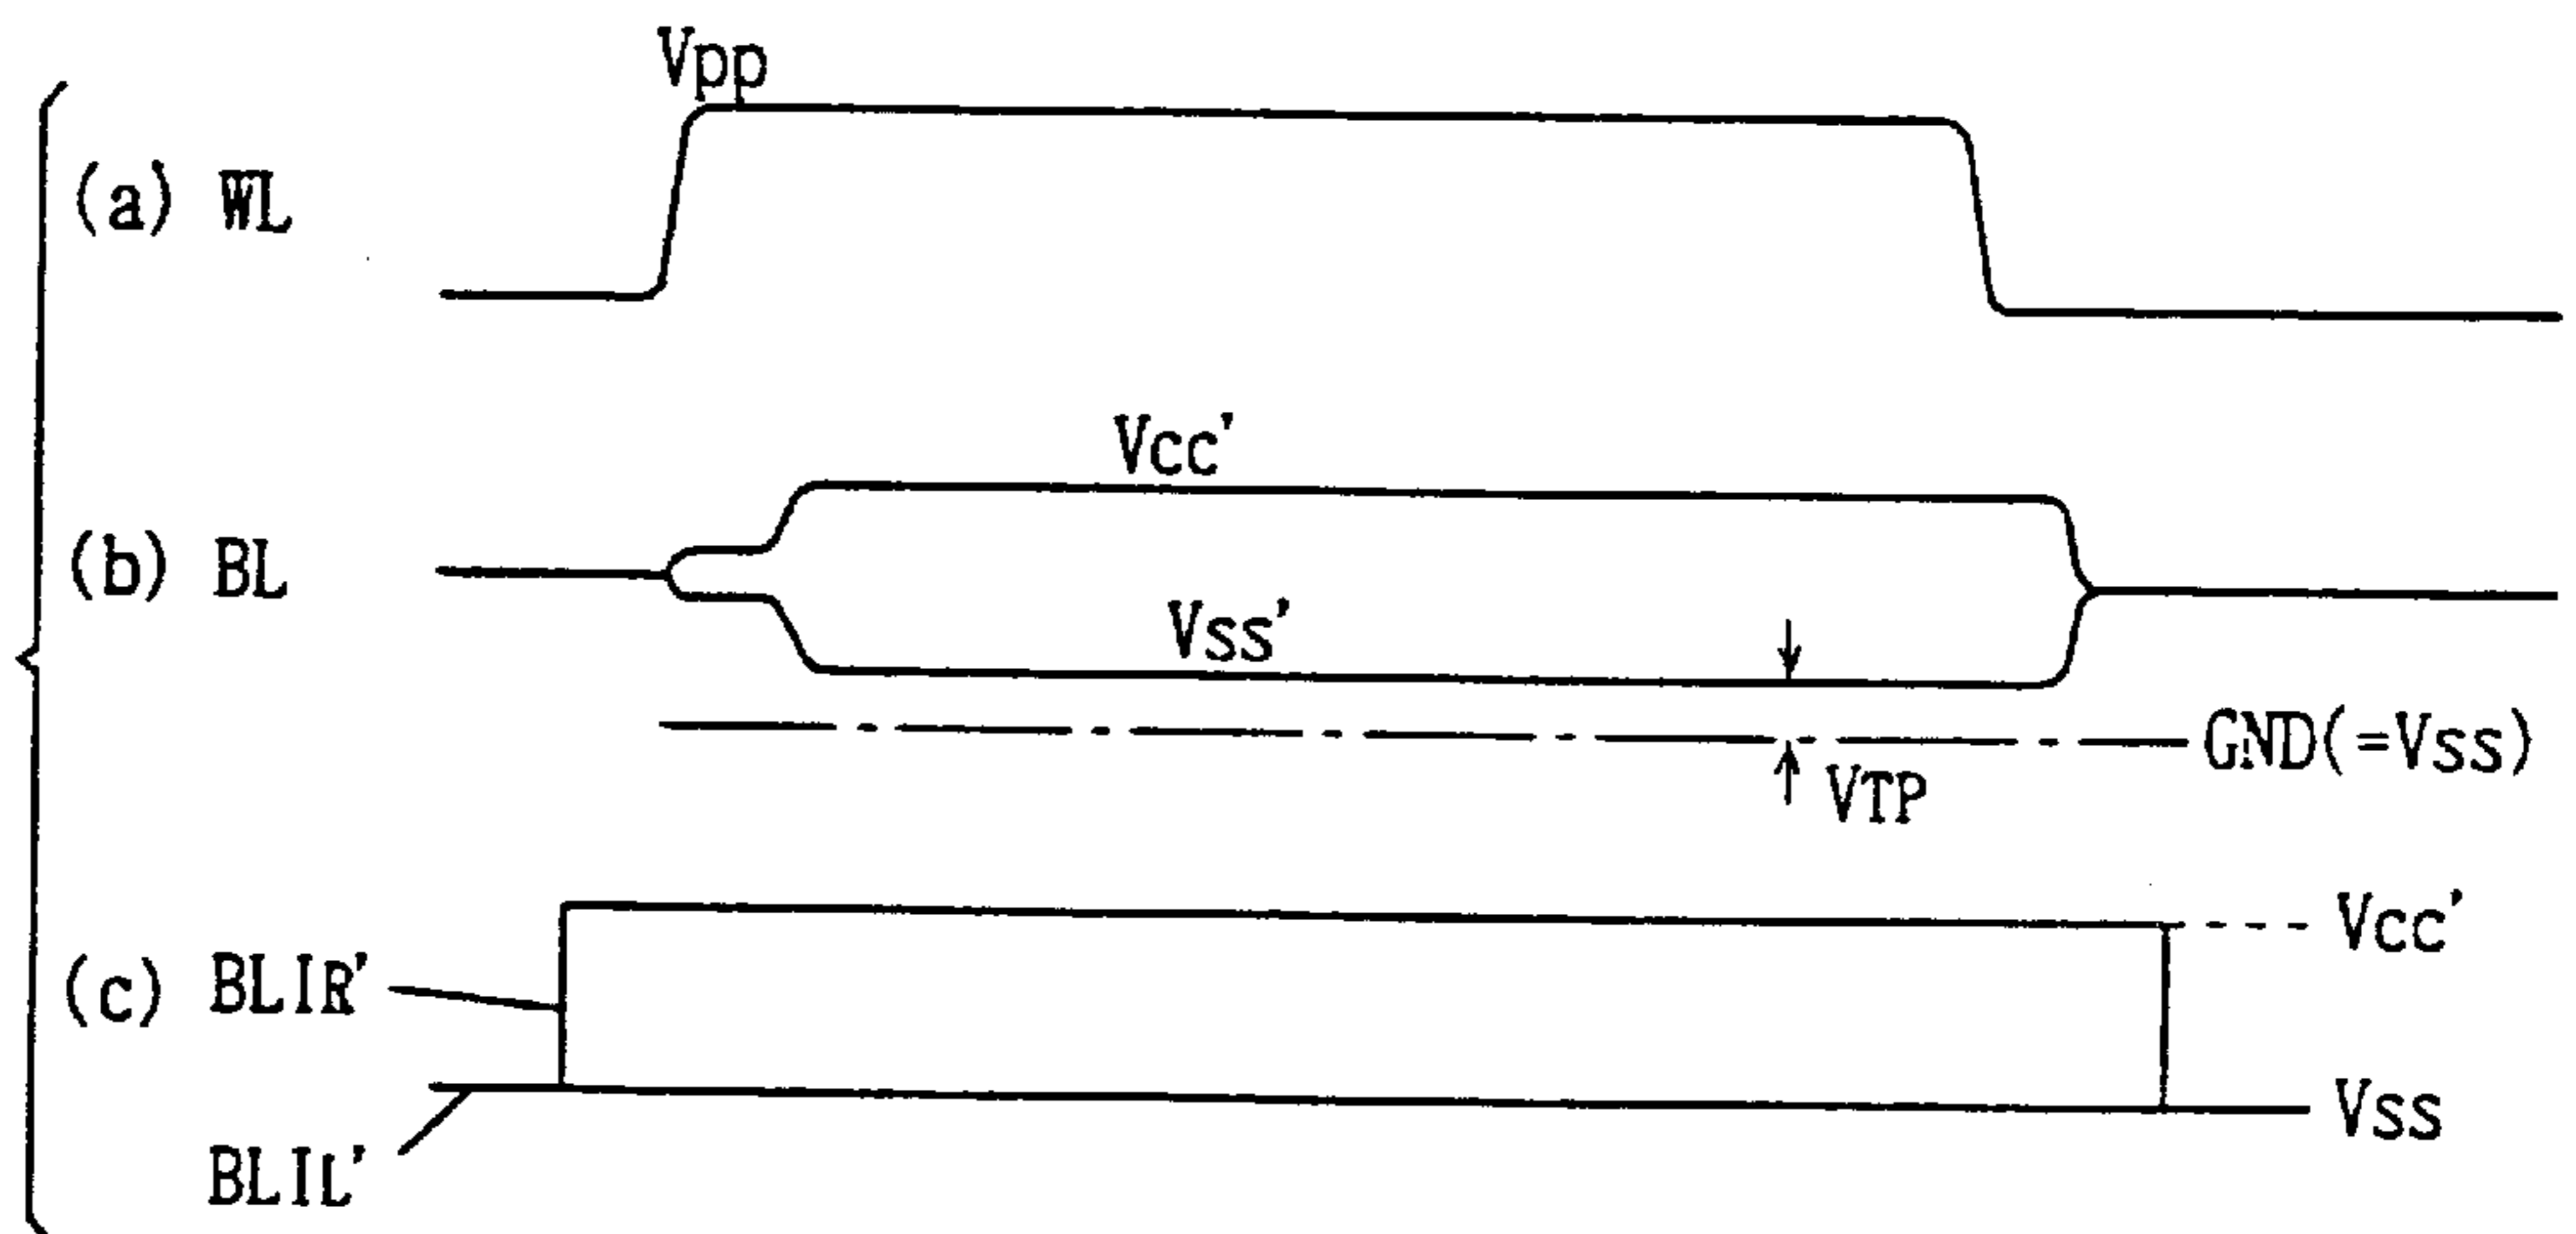 Vpp
(a) WL
Vcc'
(b) BL
Vss'
GND(=Vss)
VTP
Vcc'
(c) BLIR'
Vss
BLIL'